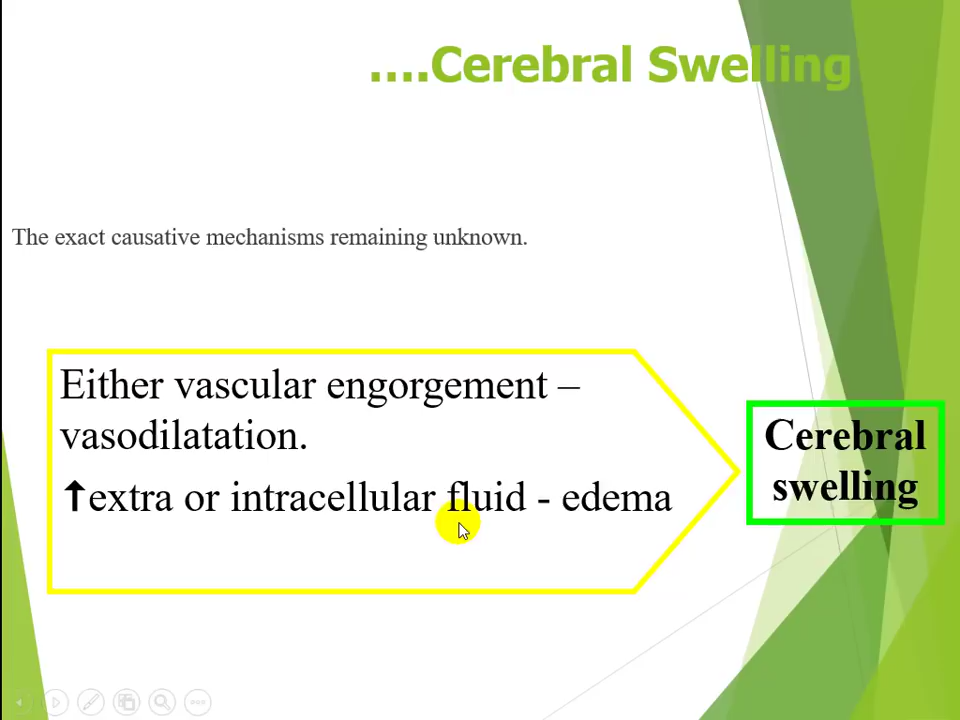 ....Cerebral Swelling
The exact causative mechanisms remaining unknown.
Either vascular engorgement –
vasodilatation.
↑extra or intracellular fluid - edema
Cerebral
swelling